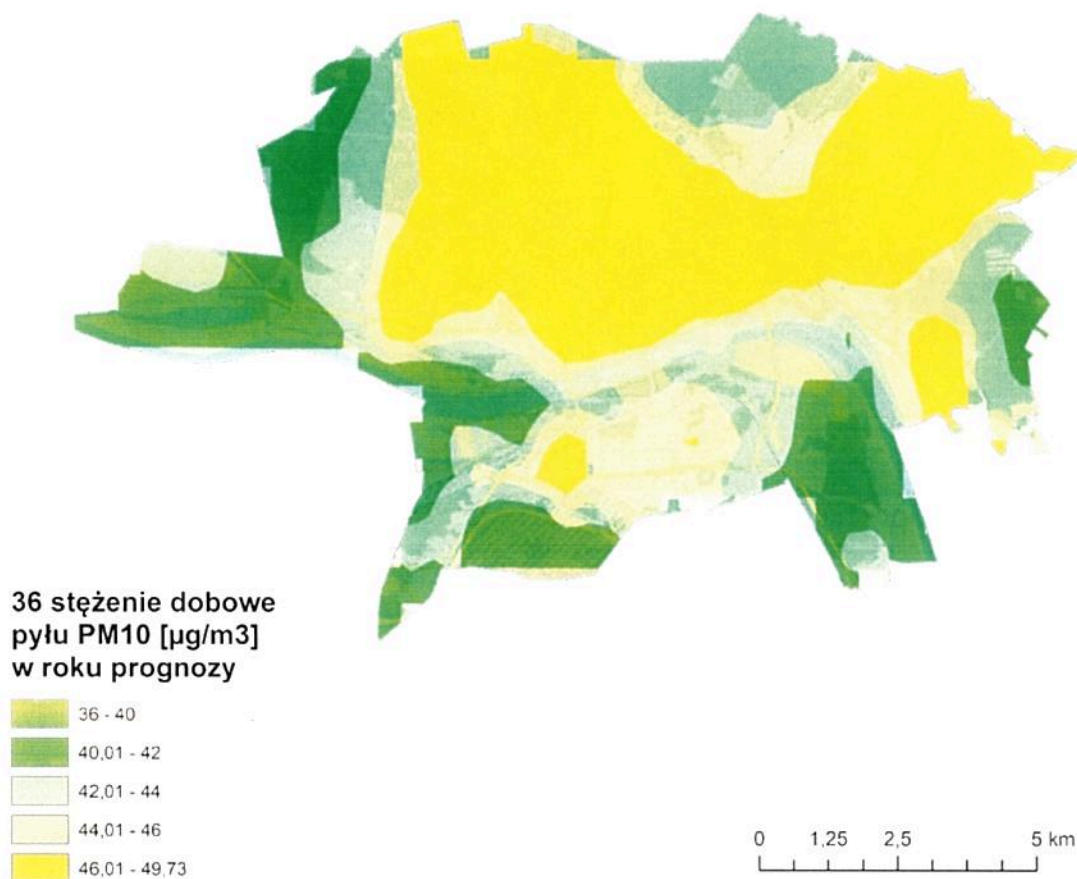 36 stężenie dobowe
pyłu PM10 [µg/m3]
w roku prognozy
36 - 40
40,01 - 42
42,01 - 44
44,01 - 46
46,01 - 49,73
0 1,25 2,5 5 km